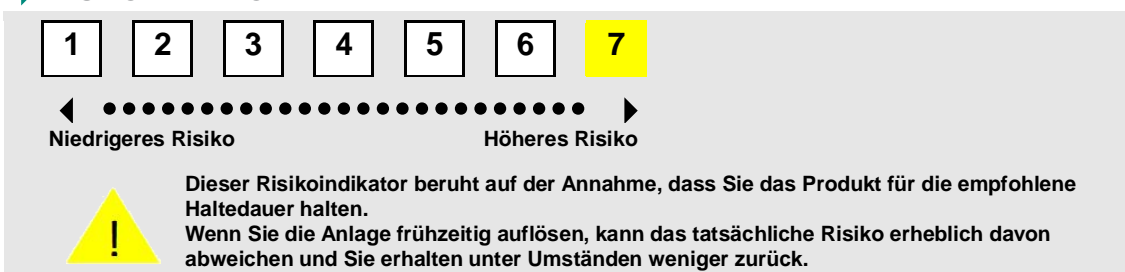 1 2 3 4 5 6 7
Niedrigeres Risiko Höheres Risiko
Dieser Risikoindikator beruht auf der Annahme, dass Sie das Produkt für die empfohlene
Haltedauer halten.
! Wenn Sie die Anlage frühzeitig auflösen, kann das tatsächliche Risiko erheblich davon
abweichen und Sie erhalten unter Umständen weniger zurück.